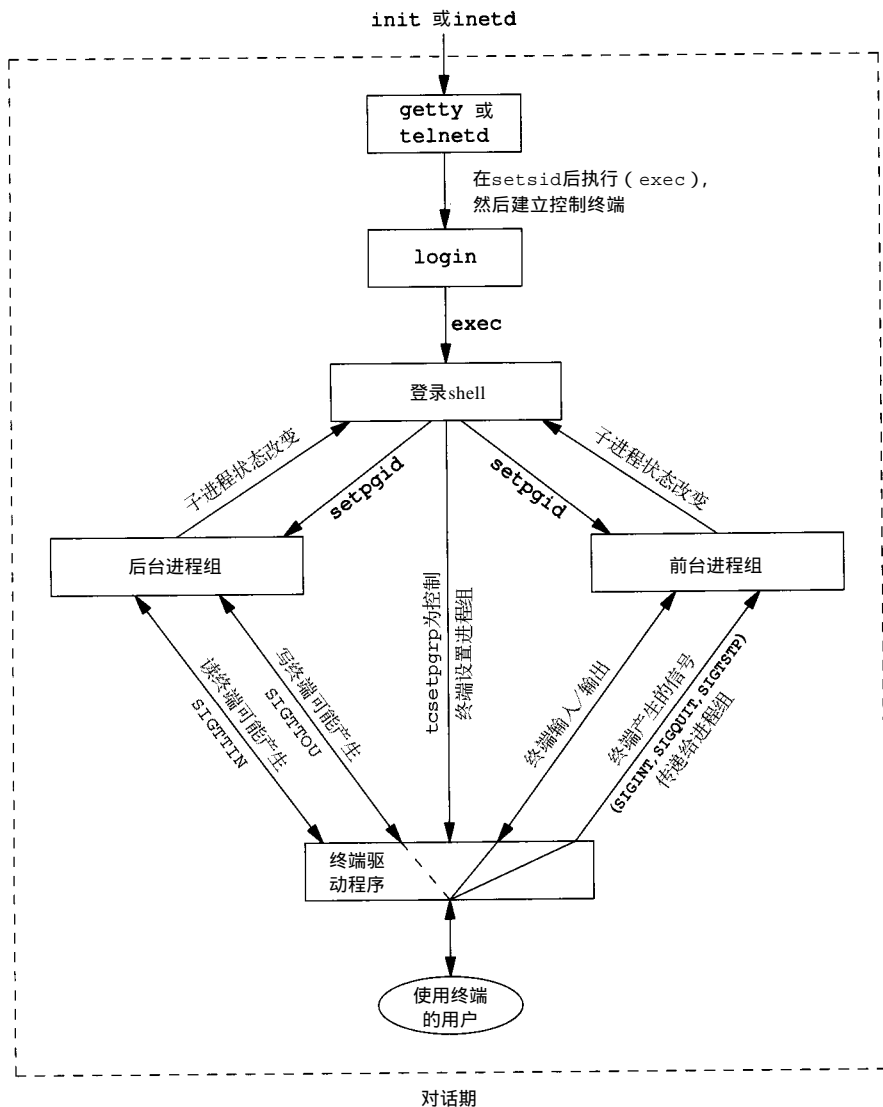 init 或inetd
getty 或
telnetd
在setsid后执行(exec),
然后建立控制终端
login
exec
登录shell
子进程状态改变
setpgid
setpgid
子进程状态改变
后台进程组
前台进程组
读终端可能产生
SIGTTIN
写终端可能产生
SIGTTOU
tcsetpgrp为控制
终端设置进程组
终端输入/输出
终端产生的信号
(SIGINT,SIGQUIT,SIGTSTP)
传递给进程组
终端驱
动程序
使用终端
的用户
对话期